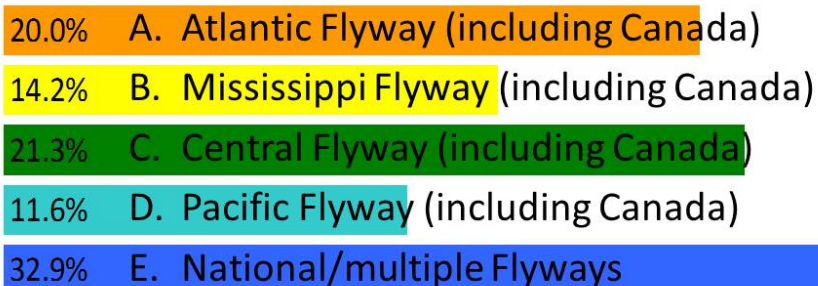 20.0% A. Atlantic Flyway (including Canada)
14.2% B. Mississippi Flyway (including Canada)
21.3% C. Central Flyway (including Canada)
11.6% D. Pacific Flyway (including Canada)
32.9% E. National/multiple Flyways